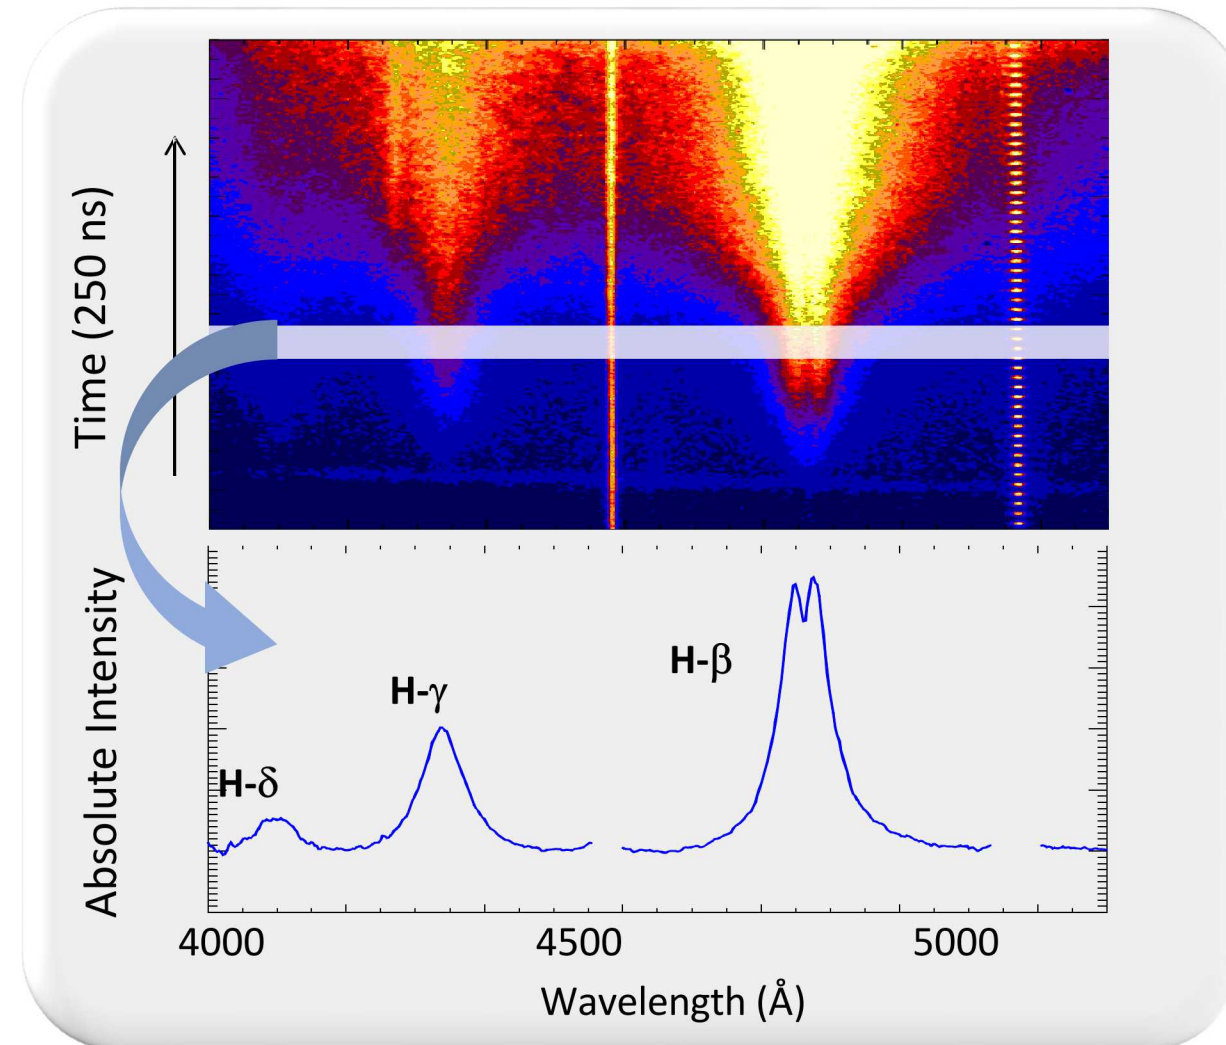 Time (250 ns)
Absolute Intensity
H-δ
H-γ
H-β
4000
4500
5000
Wavelength (Å)